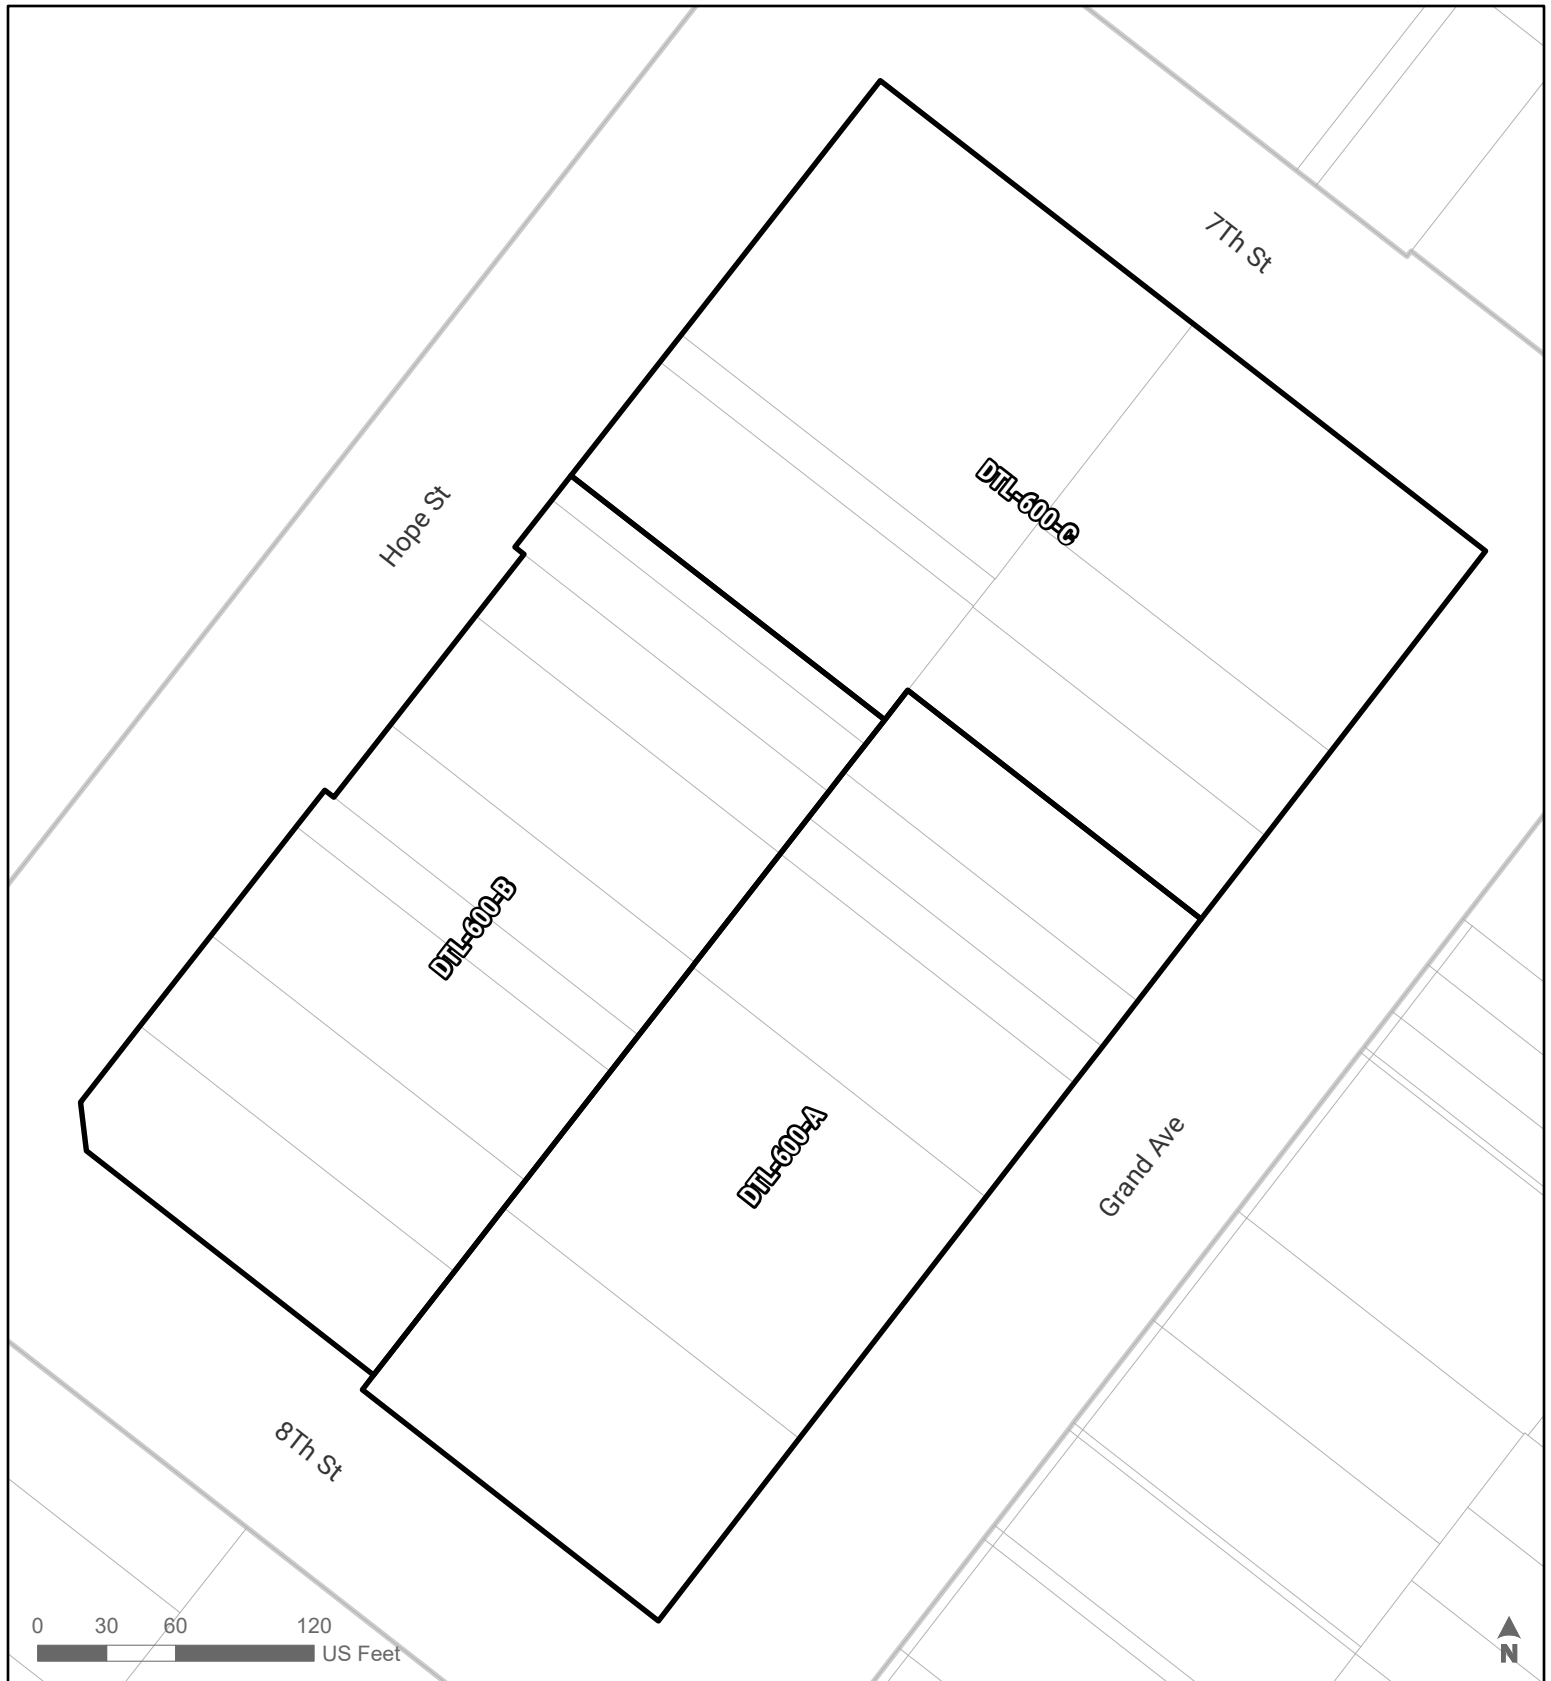 7Th St
DTL-600-C
Hope St
DTL-600-B
DTL-600-A
Grand Ave
8Th St
0 30 60 120
US Feet
N